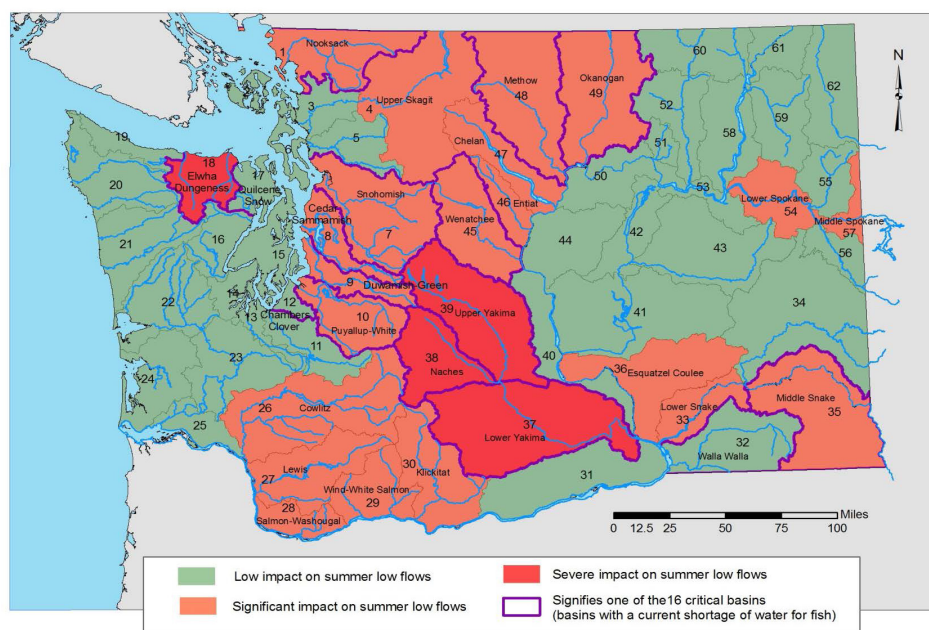 N
1
Nooksack
60
61
62
3
4
Upper Skagit
Methow
48
Okanogan
49
52
59
5
58
51
19
6
Chelan
47
50
18
Elwha
Dungeness
17
Quilcene
Snow
20
55
53
Snohomish
46
Entiat
Lower Spokane
54
Cedar-
Sammamish
8
Wenatchee
45
Middle Spokane
57
7
16
21
44
42
43
56
15
9
Duwamish-Green
22
14
12
13
Chambers
Clover
10
Puyallup-White
39
Upper Yakima
41
34
11
23
38
Naches
40
36
Esquatzel Coulee
24
26
Cowlitz
Lower Snake
33
Middle Snake
35
25
37
Lower Yakima
32
Walla Walla
Lewis
27
30
Klickitat
31
Wind-White Salmon
29
28
Salmon-Washougal
Miles
0 12.5 25 50 75 100
Low impact on summer low flows
Significant impact on summer low flows
Severe impact on summer low flows
Signifies one of the 16 critical basins
(basins with a current shortage of water for fish)